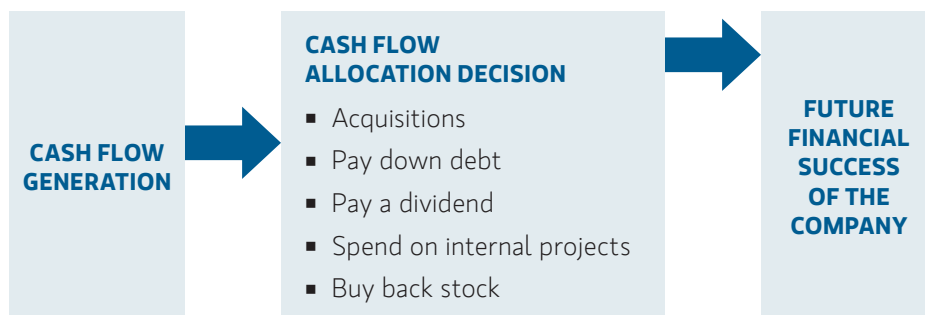 CASH FLOW
GENERATION
CASH FLOW
ALLOCATION DECISION
▪ Acquisitions
▪ Pay down debt
▪ Pay a dividend
▪ Spend on internal projects
▪ Buy back stock
FUTURE
FINANCIAL
SUCCESS
OF THE
COMPANY